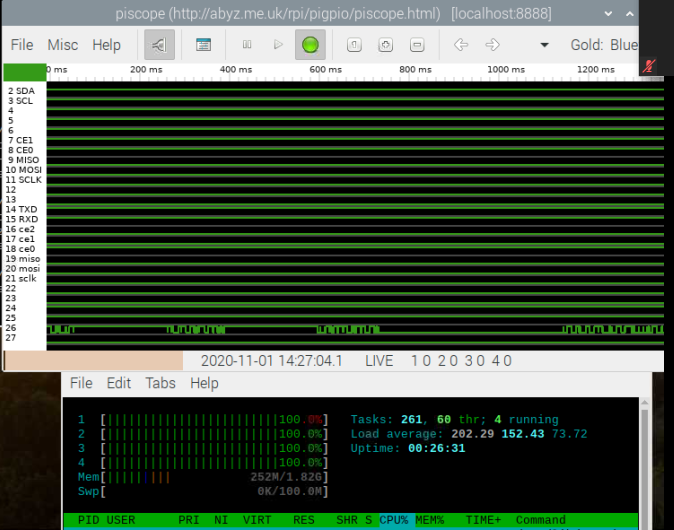 piscope (http://abyz.me.uk/rpi/pigpio/piscope.html) [localhost:8888]
File Misc Help Gold: Blue
0 ms 200 ms 400 ms 600 ms 800 ms 1000 ms 1200 ms
2 SDA
3 SCL
4
5
6
7 CE1
8 CE0
9 MISO
10 MOSI
11 SCLK
12
13
14 TXD
15 RXD
16 ce2
17 ce1
18 ce0
19 miso
20 mosi
21 sclk
22
23
24
25
26
27
2020-11-01 14:27:04.1 LIVE 1 0 2 0 3 0 4 0
File Edit Tabs Help
1 [||||||||||||||||||||||||100.0%] Tasks: 261, 60 thr; 4 running
2 [||||||||||||||||||||||||100.0%] Load average: 202.29 152.43 73.72
3 [||||||||||||||||||||||||100.0%] Uptime: 00:26:31
4 [||||||||||||||||||||||||100.0%]
Mem[||||||||| 252M/1.82G]
Swp[ 0K/100.0M]
PID USER PRI NI VIRT RES SHR S CPU% MEM% TIME+ Command